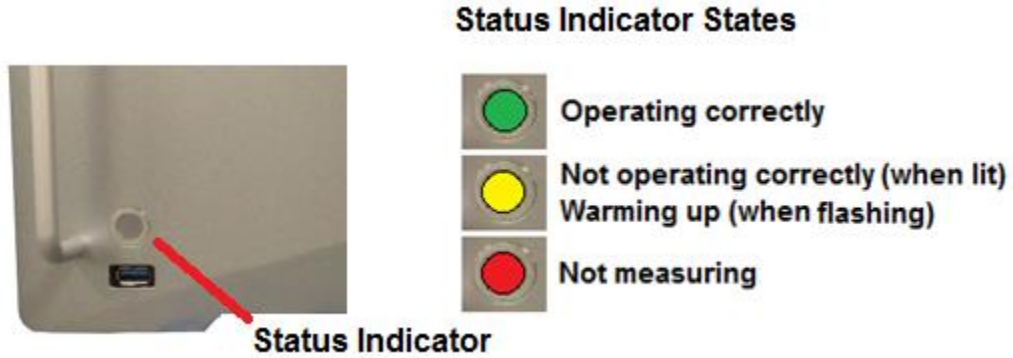 Status Indicator States
Operating correctly
Not operating correctly (when lit)
Warming up (when flashing)
Not measuring
Status Indicator